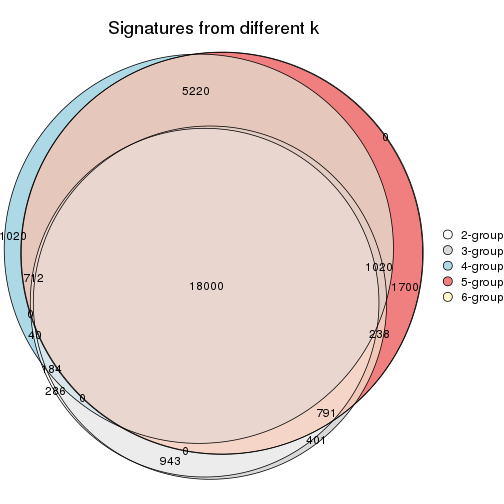 Signatures from different k
5220
0
1020
712
1020
18000
1700
0
40
238
184
286
0
791
401
0
943
2-group
3-group
4-group
5-group
6-group